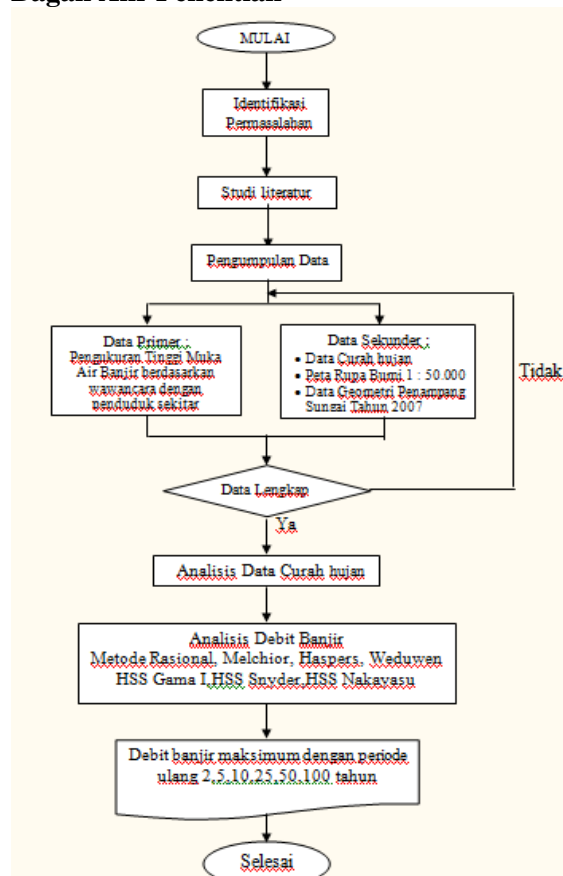 Bagan Alir Penelitian
MULAI
Identifikasi
Permasalahan
Studi literatur
Pengumpulan Data
Data Primer :
Pengukuran Tinggi Muka
Air Banjir berdasarkan
wawancara dengan
penduduk sekitar
Data Sekunder :
• Data Curah hujan
• Peta Rupa Bumi 1 : 50.000
• Data Geometri Penampang
Sungai Tahun 2007
Tidak
Data Lengkap
Ya
Analisis Data Curah hujan
Analisis Debit Banjir
Metode Rasional, Melchior, Haspers, Weduwen
HSS Gama I,HSS Snyder,HSS Nakayasu
Debit banjir maksimum dengan periode
ulang 2,5,10,25,50,100 tahun
Selesai